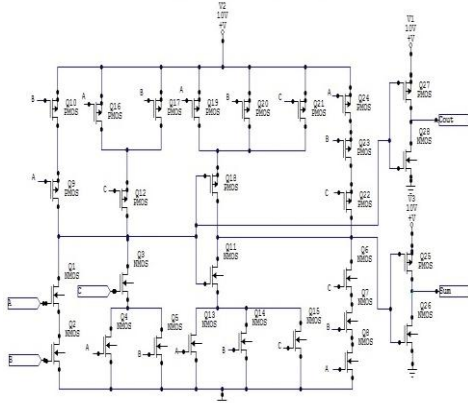 V2
10V
+V
V1
10V
+V
B
Q10
PMOS
A
Q16
PMOS
B
Q17
PMOS
A
Q19
PMOS
B
Q20
PMOS
C
Q21
PMOS
A
Q24
PMOS
Q27
PMOS
Cout
Q28
NMOS
B
Q23
PMOS
A
Q9
PMOS
C
Q12
PMOS
Q18
PMOS
C
Q22
PMOS
V3
10V
+V
Q1
NMOS
A
C
Q3
NMOS
Q11
NMOS
Q6
NMOS
C
Q25
PMOS
Sum
Q26
NMOS
Q2
NMOS
B
Q4
NMOS
A
Q5
NMOS
B
Q13
NMOS
A
Q14
NMOS
B
Q15
NMOS
C
Q7
NMOS
B
Q8
NMOS
A